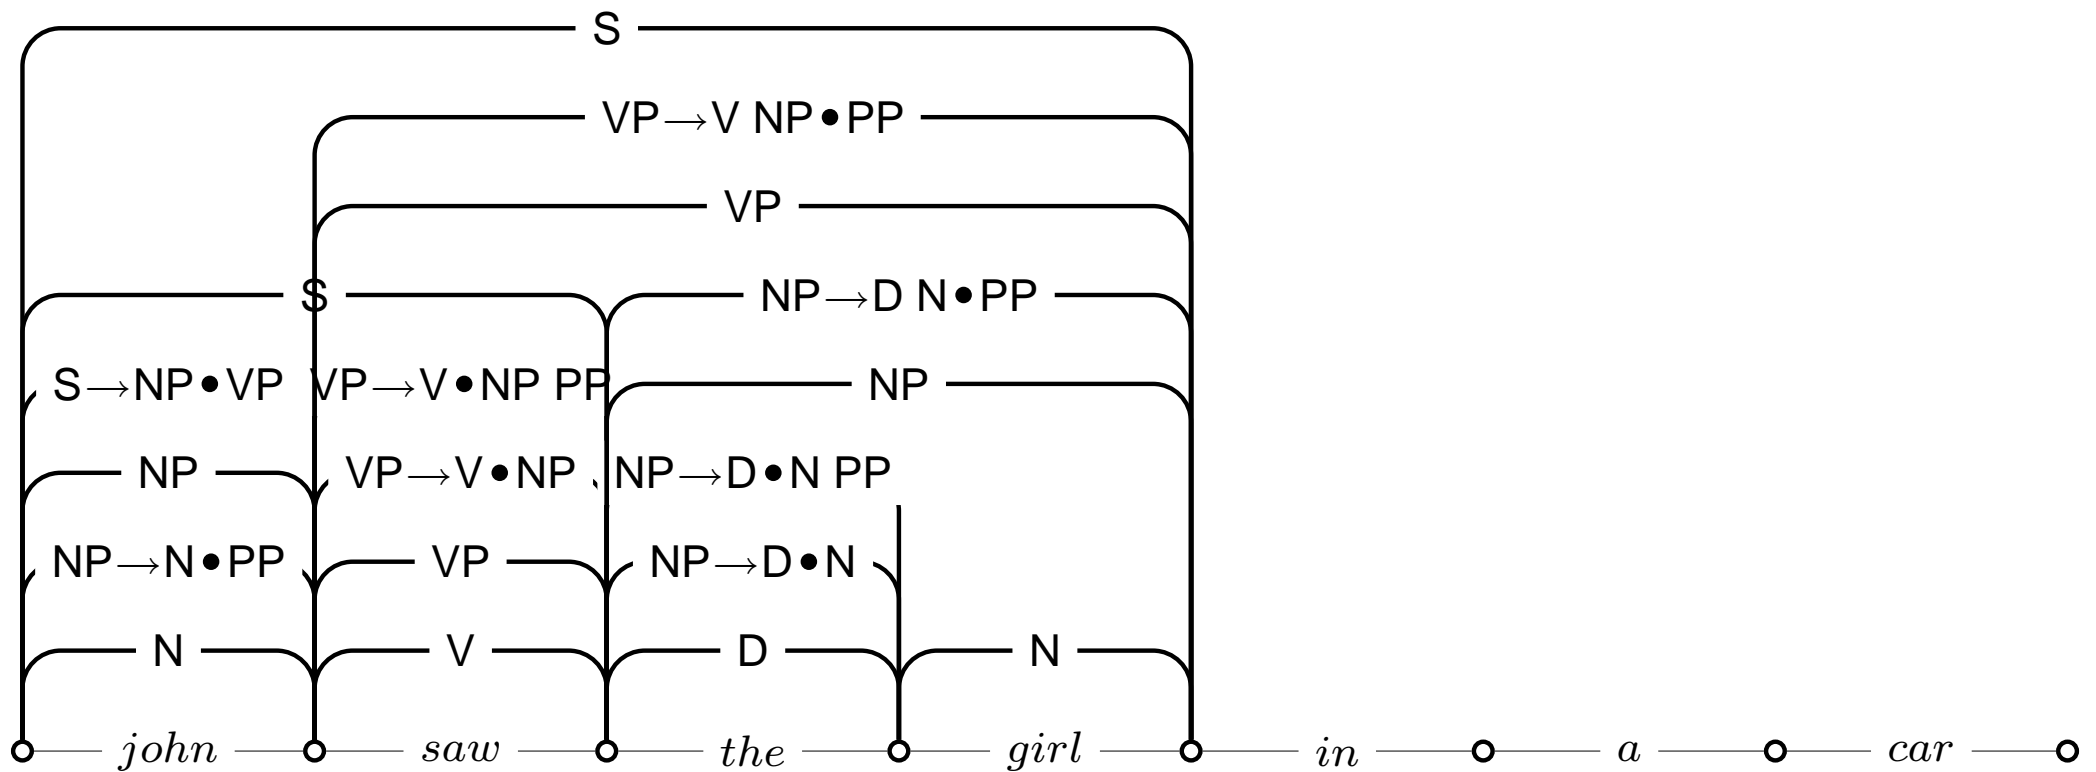 S
VP→V NP•PP
VP
S NP→D N•PP
S→NP•VP VP→V•NP PP NP
NP VP→V•NP NP→D•N PP
NP→N•PP VP NP→D•N
N V D N
john saw the girl in a car